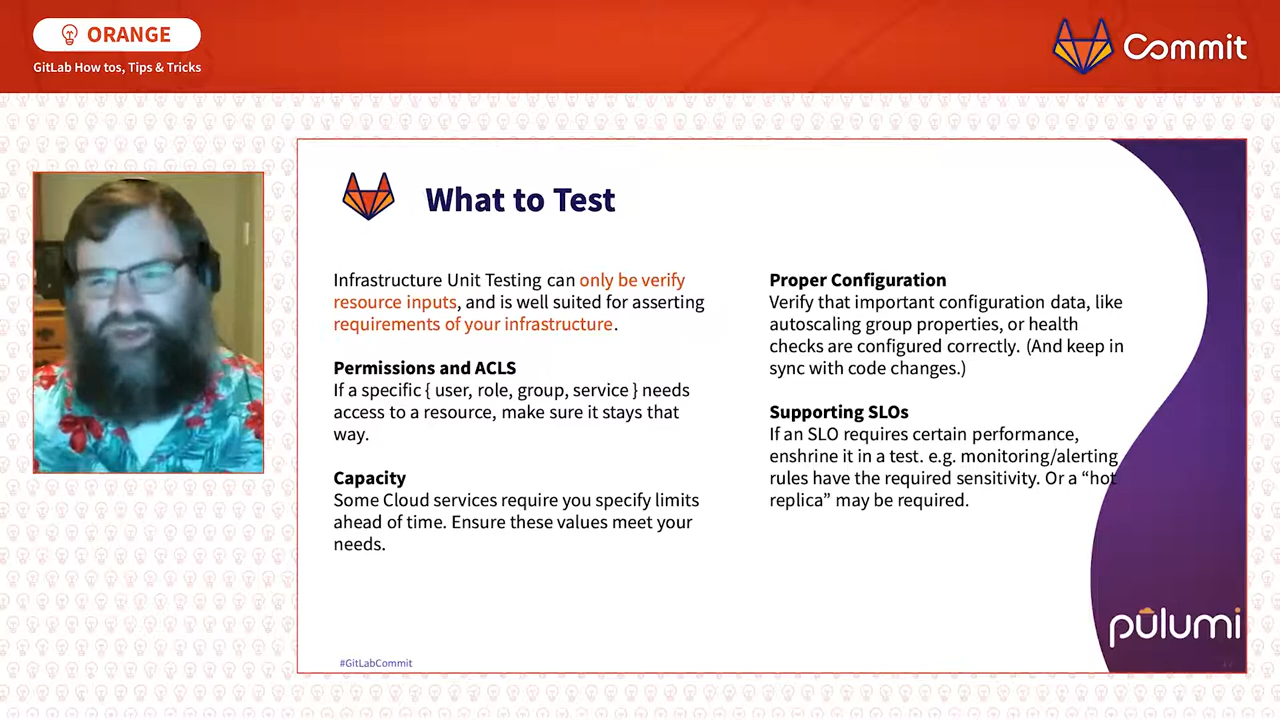 ORANGE
GitLab How tos, Tips & Tricks
Commit
What to Test
Infrastructure Unit Testing can only be verify
resource inputs, and is well suited for asserting
requirements of your infrastructure.
Permissions and ACLS
If a specific { user, role, group, service } needs
access to a resource, make sure it stays that
way.
Capacity
Some Cloud services require you specify limits
ahead of time. Ensure these values meet your
needs.
Proper Configuration
Verify that important configuration data, like
autoscaling group properties, or health
checks are configured correctly. (And keep in
sync with code changes.)
Supporting SLOs
If an SLO requires certain performance,
enshrine it in a test. e.g. monitoring/alerting
rules have the required sensitivity. Or a “hot
replica” may be required.
pulumi
#GitLabCommit